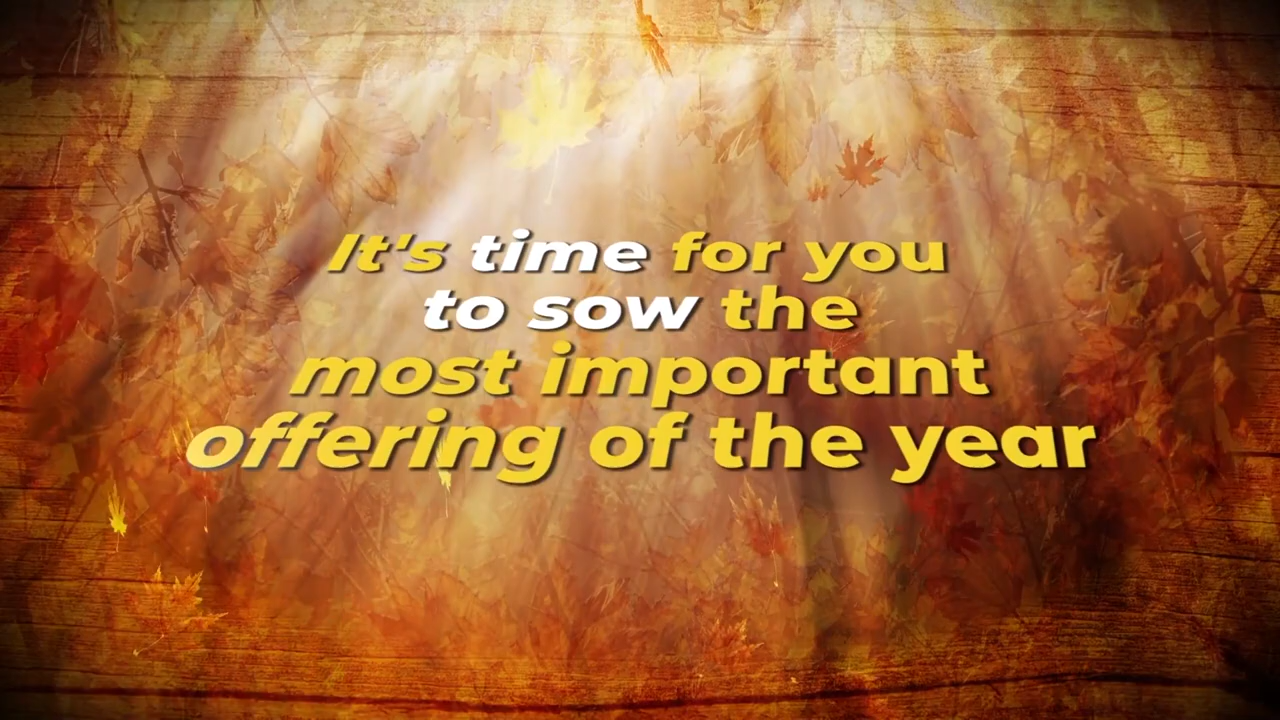 It's time for you
to sow the
most important
offering of the year